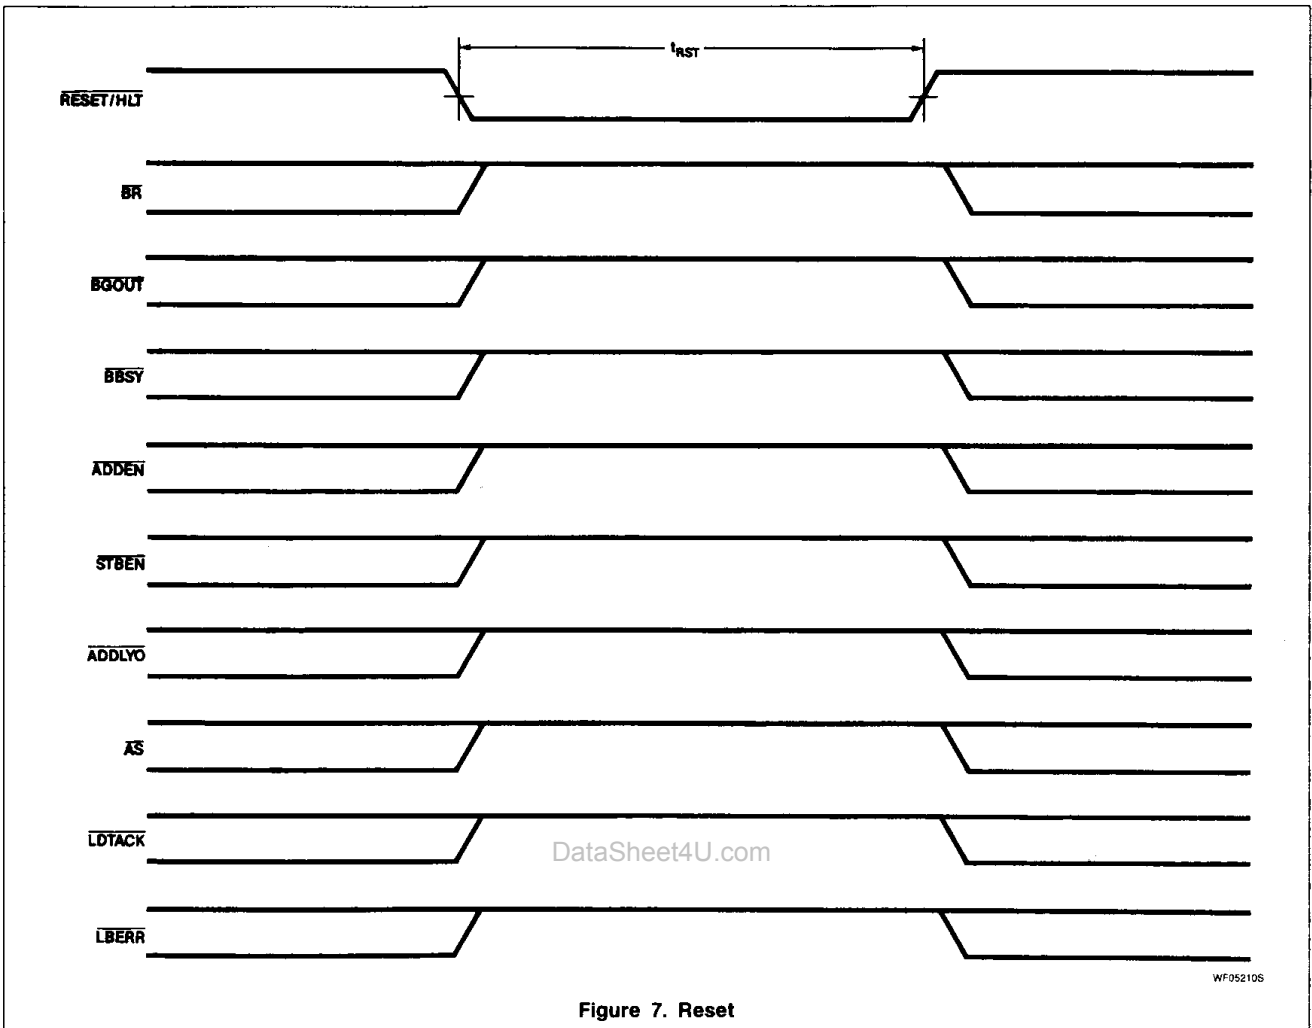 tRST
RESET/HLT
BR
BGOUT
BBSY
ADDEN
STBEN
ADDLYO
AS
LDTACK
DataSheet4U.com
LBERR
WF05210S
Figure 7. Reset